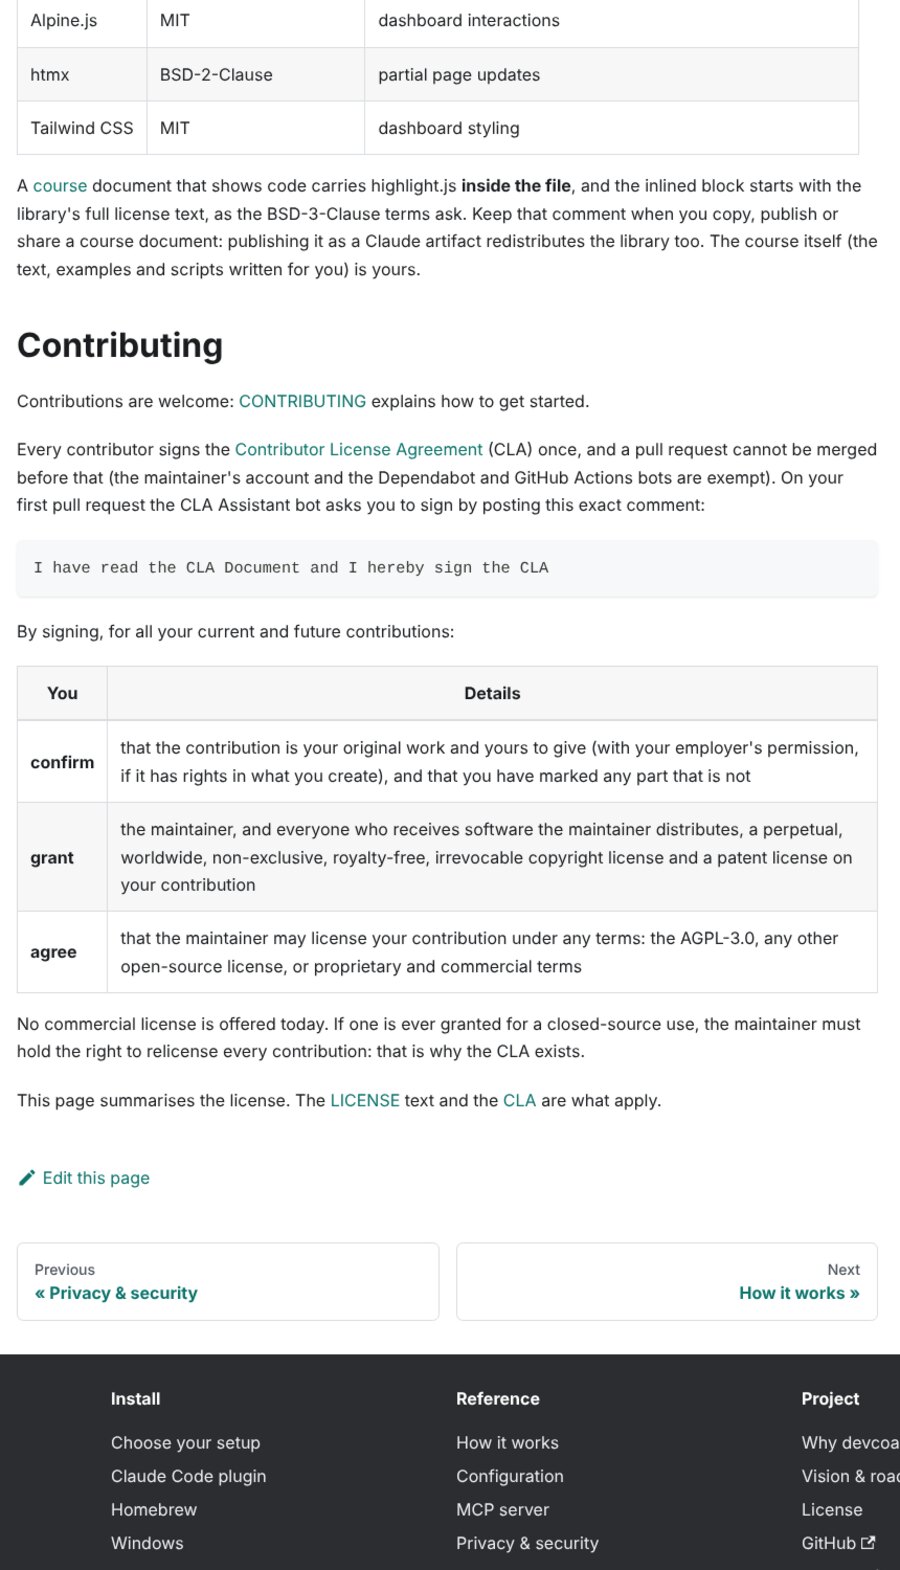 Alpine.js MIT dashboard interactions
htmx BSD-2-Clause partial page updates
Tailwind CSS MIT dashboard styling
A course document that shows code carries highlight.js inside the file, and the inlined block starts with the
library's full license text, as the BSD-3-Clause terms ask. Keep that comment when you copy, publish or
share a course document: publishing it as a Claude artifact redistributes the library too. The course itself (the
text, examples and scripts written for you) is yours.
Contributing
Contributions are welcome: CONTRIBUTING explains how to get started.
Every contributor signs the Contributor License Agreement (CLA) once, and a pull request cannot be merged
before that (the maintainer's account and the Dependabot and GitHub Actions bots are exempt). On your
first pull request the CLA Assistant bot asks you to sign by posting this exact comment:
I have read the CLA Document and I hereby sign the CLA
By signing, for all your current and future contributions:
You Details
confirm that the contribution is your original work and yours to give (with your employer's permission,
if it has rights in what you create), and that you have marked any part that is not
grant the maintainer, and everyone who receives software the maintainer distributes, a perpetual,
worldwide, non-exclusive, royalty-free, irrevocable copyright license and a patent license on
your contribution
agree that the maintainer may license your contribution under any terms: the AGPL-3.0, any other
open-source license, or proprietary and commercial terms
No commercial license is offered today. If one is ever granted for a closed-source use, the maintainer must
hold the right to relicense every contribution: that is why the CLA exists.
This page summarises the license. The LICENSE text and the CLA are what apply.
Edit this page
Previous Next
« Privacy & security How it works »
Install Reference Project
Choose your setup How it works Why devcoa
Claude Code plugin Configuration Vision & roa
Homebrew MCP server License
Windows Privacy & security GitHub